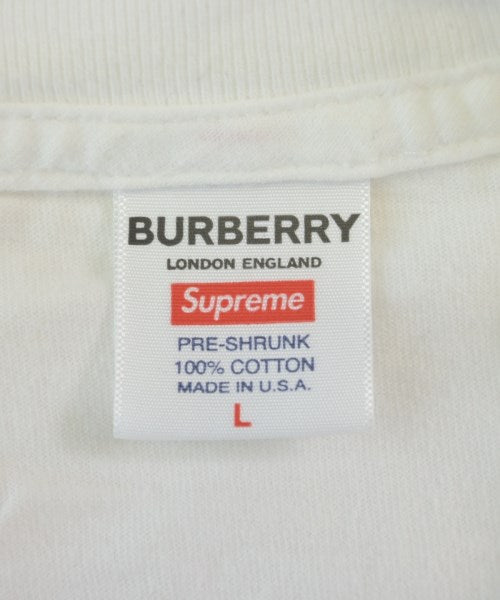 BURBERRY
LONDON ENGLAND
Supreme
PRE-SHRUNK
100% COTTON
MADE IN U.S.A.
L